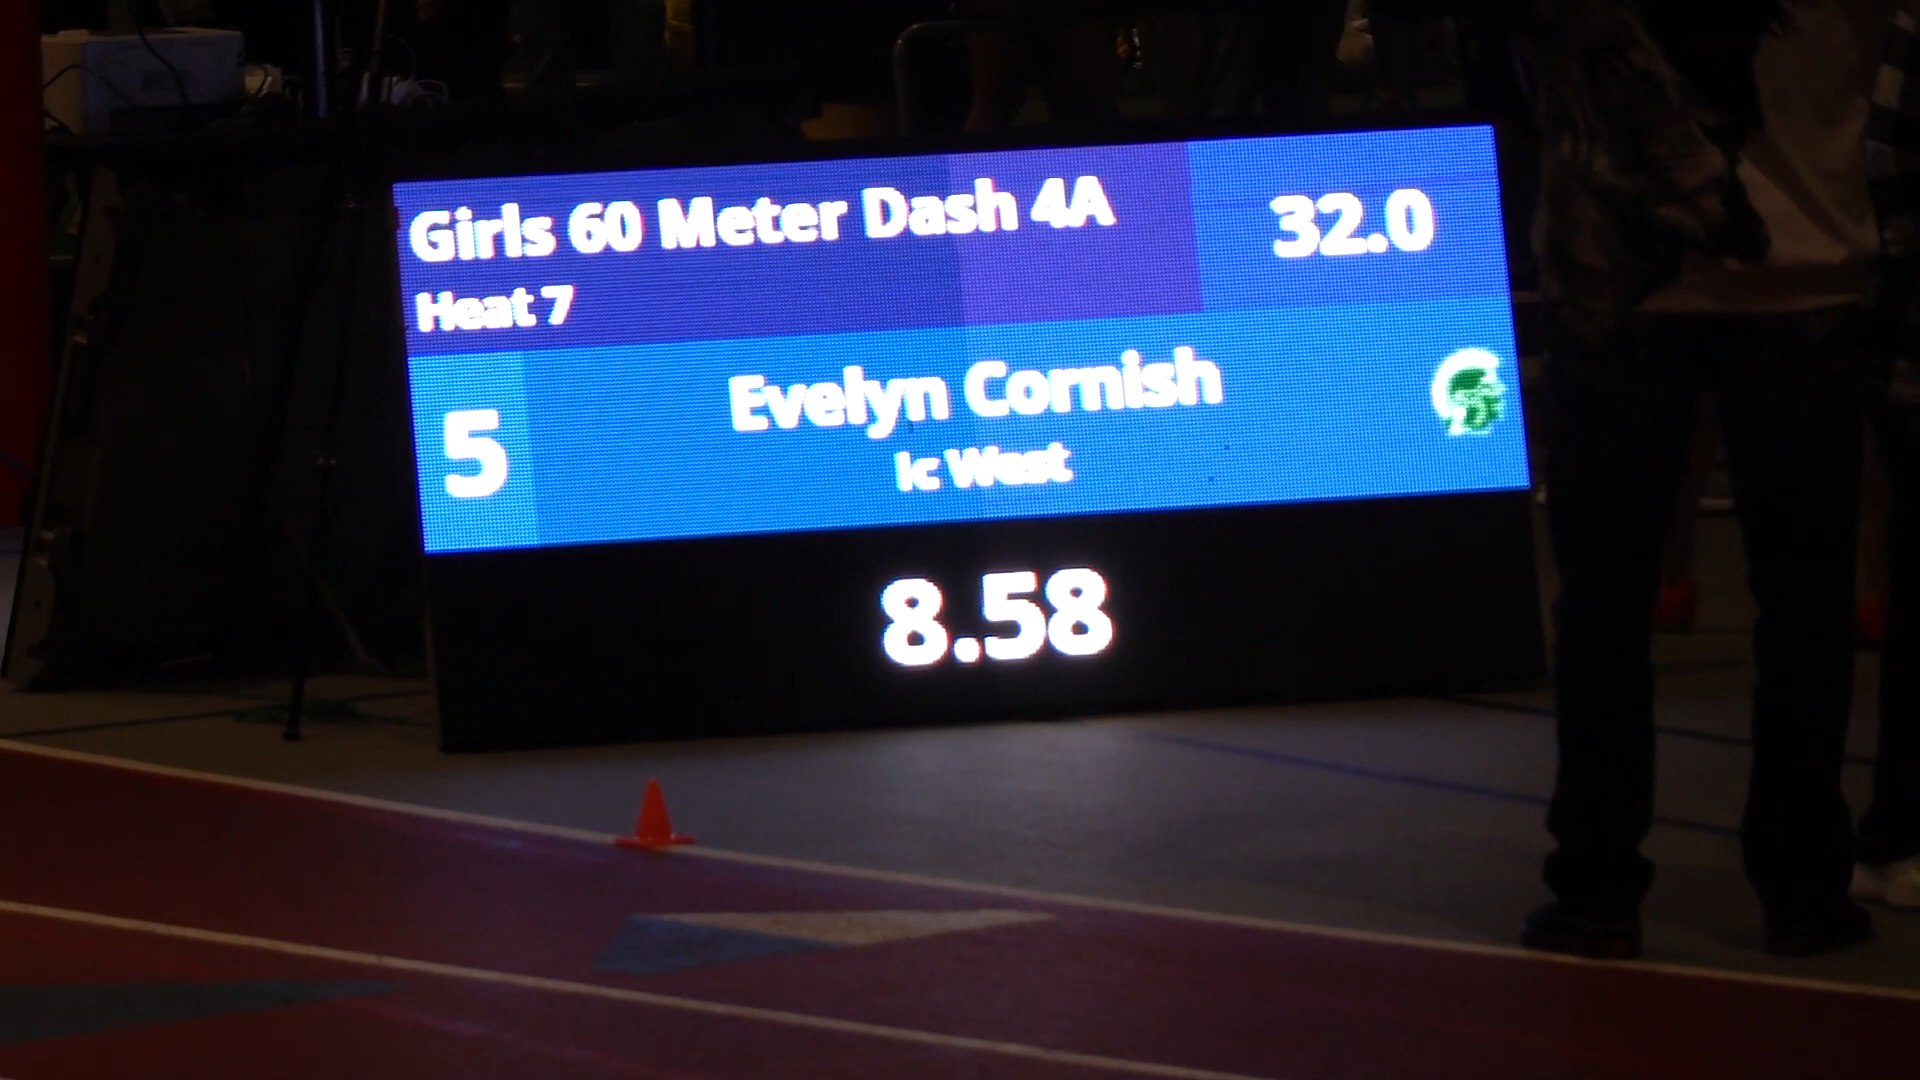 Girls 60 Meter Dash 4A
32.0
Heat 7
5
Evelyn Cornish
Ic West
8.58